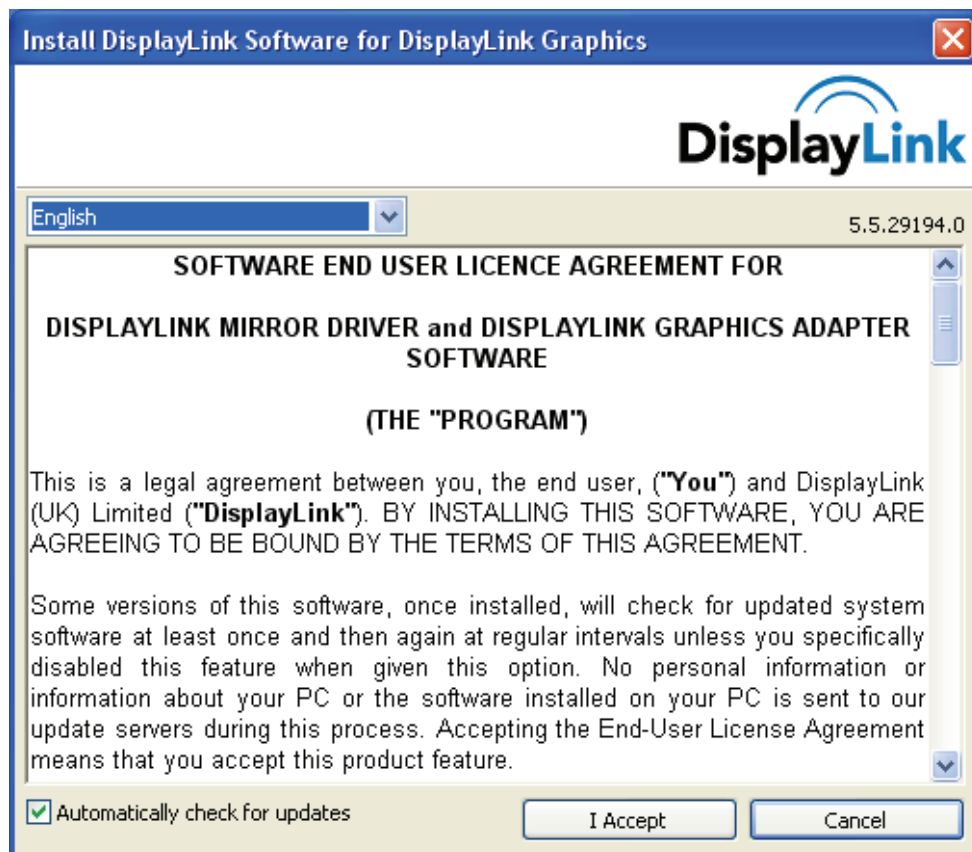 Install DisplayLink Software for DisplayLink Graphics
DisplayLink
English
5.5.29194.0
SOFTWARE END USER LICENCE AGREEMENT FOR
DISPLAYLINK MIRROR DRIVER and DISPLAYLINK GRAPHICS ADAPTER
SOFTWARE
(THE "PROGRAM")
This is a legal agreement between you, the end user, ("You") and DisplayLink
(UK) Limited ("DisplayLink"). BY INSTALLING THIS SOFTWARE, YOU ARE
AGREEING TO BE BOUND BY THE TERMS OF THIS AGREEMENT.
Some versions of this software, once installed, will check for updated system
software at least once and then again at regular intervals unless you specifically
disabled this feature when given this option. No personal information or
information about your PC or the software installed on your PC is sent to our
update servers during this process. Accepting the End-User License Agreement
means that you accept this product feature.
Automatically check for updates
I Accept
Cancel